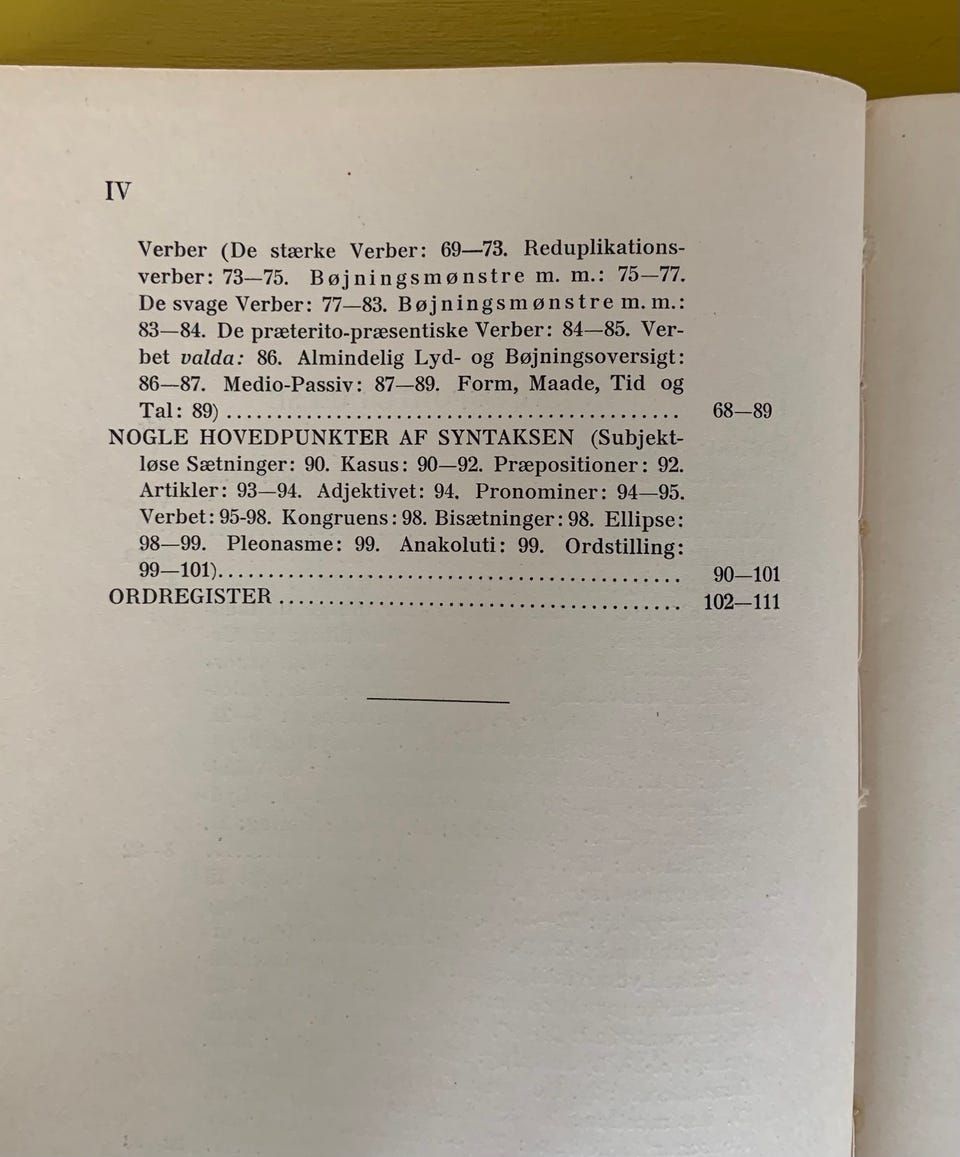 IV
Verber (De stærke Verber: 69—73. Reduplikations-
verber: 73—75. Bøjningsmønstre m. m.: 75—77.
De svage Verber: 77—83. Bøjningsmønstre m. m.:
83—84. De præterito-præsentiske Verber: 84—85. Ver-
bet valda: 86. Almindelig Lyd- og Bøjningsoversigt:
86—87. Medio-Passiv: 87—89. Form, Maade, Tid og
Tal: 89) ............................................. 68—89
NOGLE HOVEDPUNKTER AF SYNTAKSEN (Subjekt-
løse Sætninger: 90. Kasus: 90—92. Præpositioner: 92.
Artikler: 93—94. Adjektivet: 94. Pronominer: 94—95.
Verbet: 95-98. Kongruens: 98. Bisætninger: 98. Ellipse:
98—99. Pleonasme: 99. Anakoluti: 99. Ordstilling:
99—101).............................................. 90—101
ORDREGISTER ........................................ 102—111